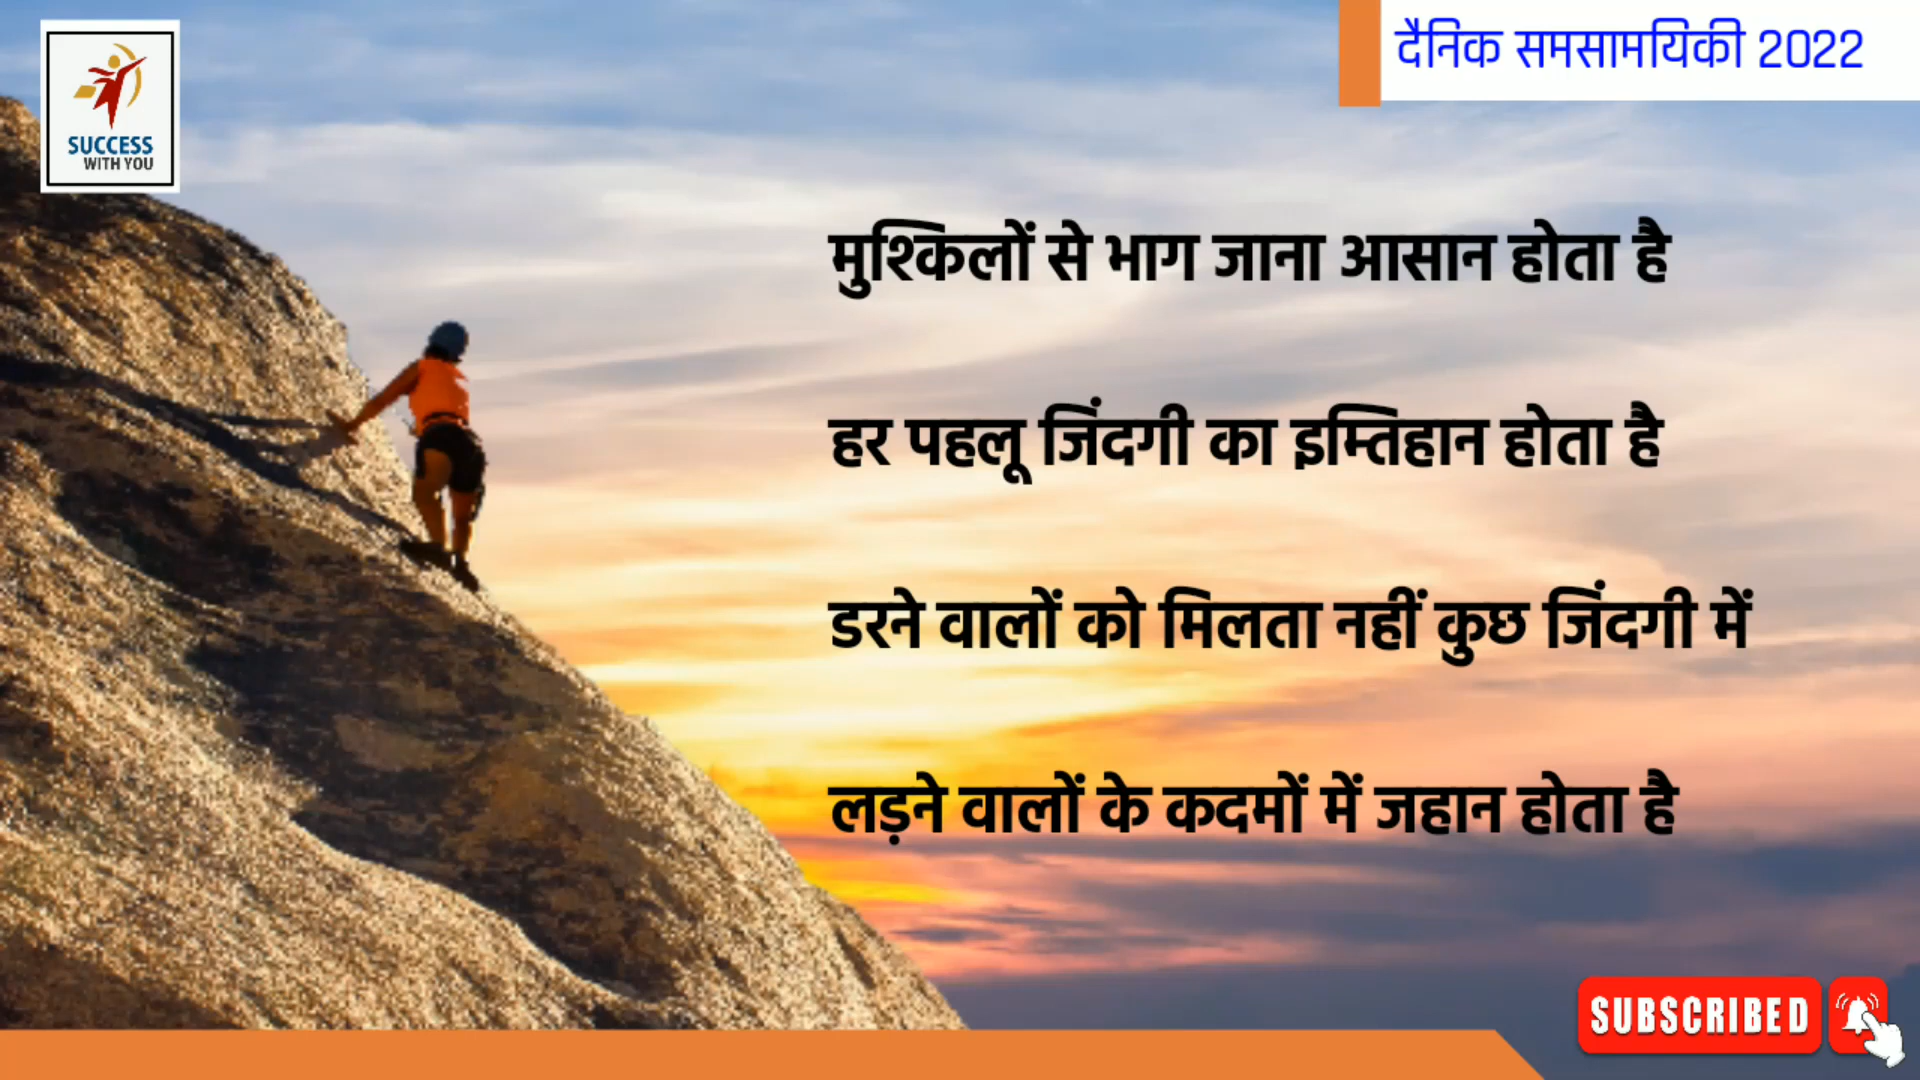 SUCCESS
WITH YOU
दैनिक समसामयिकी 2022
मुश्किलों से भाग जाना आसान होता है
हर पहलू जिंदगी का इम्तिहान होता है
डरने वालों को मिलता नहीं कुछ जिंदगी में
लड़ने वालों के कदमों में जहान होता है
SUBSCRIBED